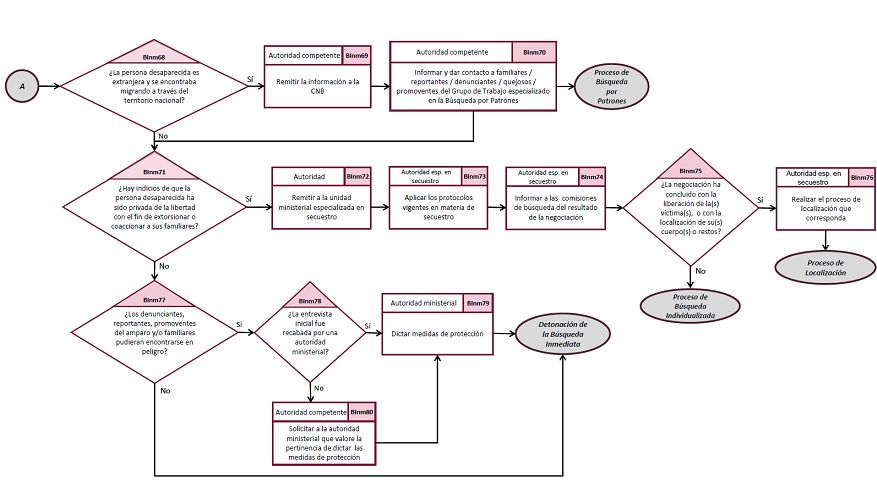 A
BInm68
¿La persona desaparecida es
extranjera y se encontraba
migrando a través del
territorio nacional?
Sí
No
Autoridad competente
BInm69
Remitir la información a la
CNB
Autoridad competente
BInm70
Informar y dar contacto a familiares /
reportantes / denunciantes / quejosos /
promoventes del Grupo de Trabajo especializado
en la Búsqueda por Patrones
Proceso de
Búsqueda
por
Patrones
BInm71
¿Hay indicios de que la
persona desaparecida ha
sido privada de la libertad
con el fin de extorsionar o
coaccionar a sus familiares?
Sí
No
Autoridad
BInm72
Remitir a la unidad
ministerial especializada en
secuestro
Autoridad esp. en
secuestro
BInm73
Aplicar los protocolos
vigentes en materia de
secuestro
Autoridad esp. en
secuestro
BInm74
Informar a las comisiones
de búsqueda del resultado
de la negociación
BInm75
¿La negociación ha
concluido con la
liberación de la(s)
víctima(s), o con la
localización de su(s)
cuerpo(s) o restos?
Sí
No
Autoridad esp. en
secuestro
BInm76
Realizar el proceso de
localización que
corresponda
Proceso de
Localización
Proceso de
Búsqueda
Individualizada
BInm77
¿Los denunciantes,
reportantes, promoventes
del amparo y/o familiares
pudieran encontrarse en
peligro?
Sí
No
BInm78
¿La entrevista
inicial fue
recabada por una
autoridad
ministerial?
Sí
No
Autoridad ministerial
BInm79
Dictar medidas de protección
Detonación de
la Búsqueda
Inmediata
Autoridad competente
BInm80
Solicitar a la autoridad
ministerial que valore la
pertinencia de dictar las
medidas de protección